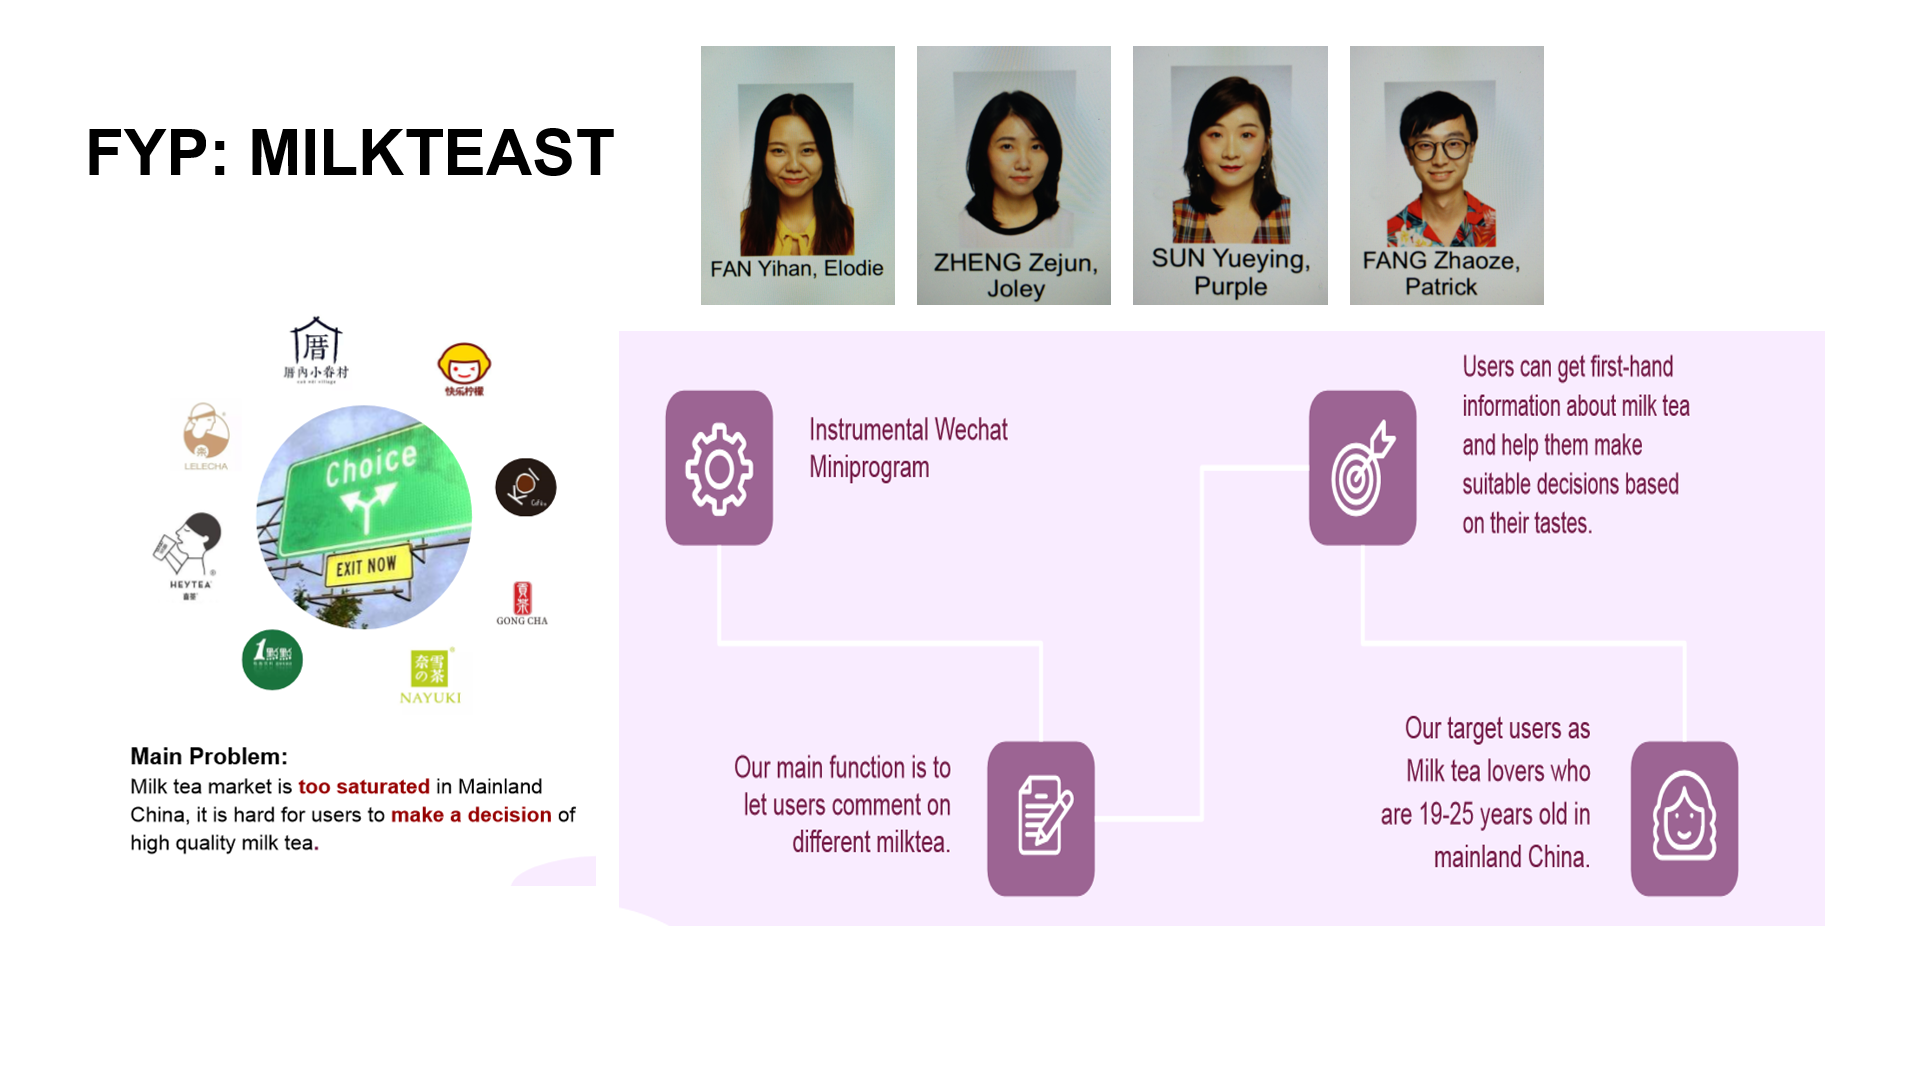 FYP: MILKTEAST
FAN Yihan, Elodie
ZHENG Zejun,
Joley
SUN Yueying,
Purple
FANG Zhaoze,
Patrick
厝
厝内小眷村
快乐柠檬
LELECHA
Choice
EXIT NOW
KOI
Café
HEYTEA
喜茶
貢茶
GONG CHA
1點點
奈雪の茶
NAYUKI
Main Problem:
Milk tea market is too saturated in Mainland
China, it is hard for users to make a decision of
high quality milk tea.
Instrumental Wechat
Miniprogram
Our main function is to
let users comment on
different milktea.
Users can get first-hand
information about milk tea
and help them make
suitable decisions based
on their tastes.
Our target users as
Milk tea lovers who
are 19-25 years old in
mainland China.